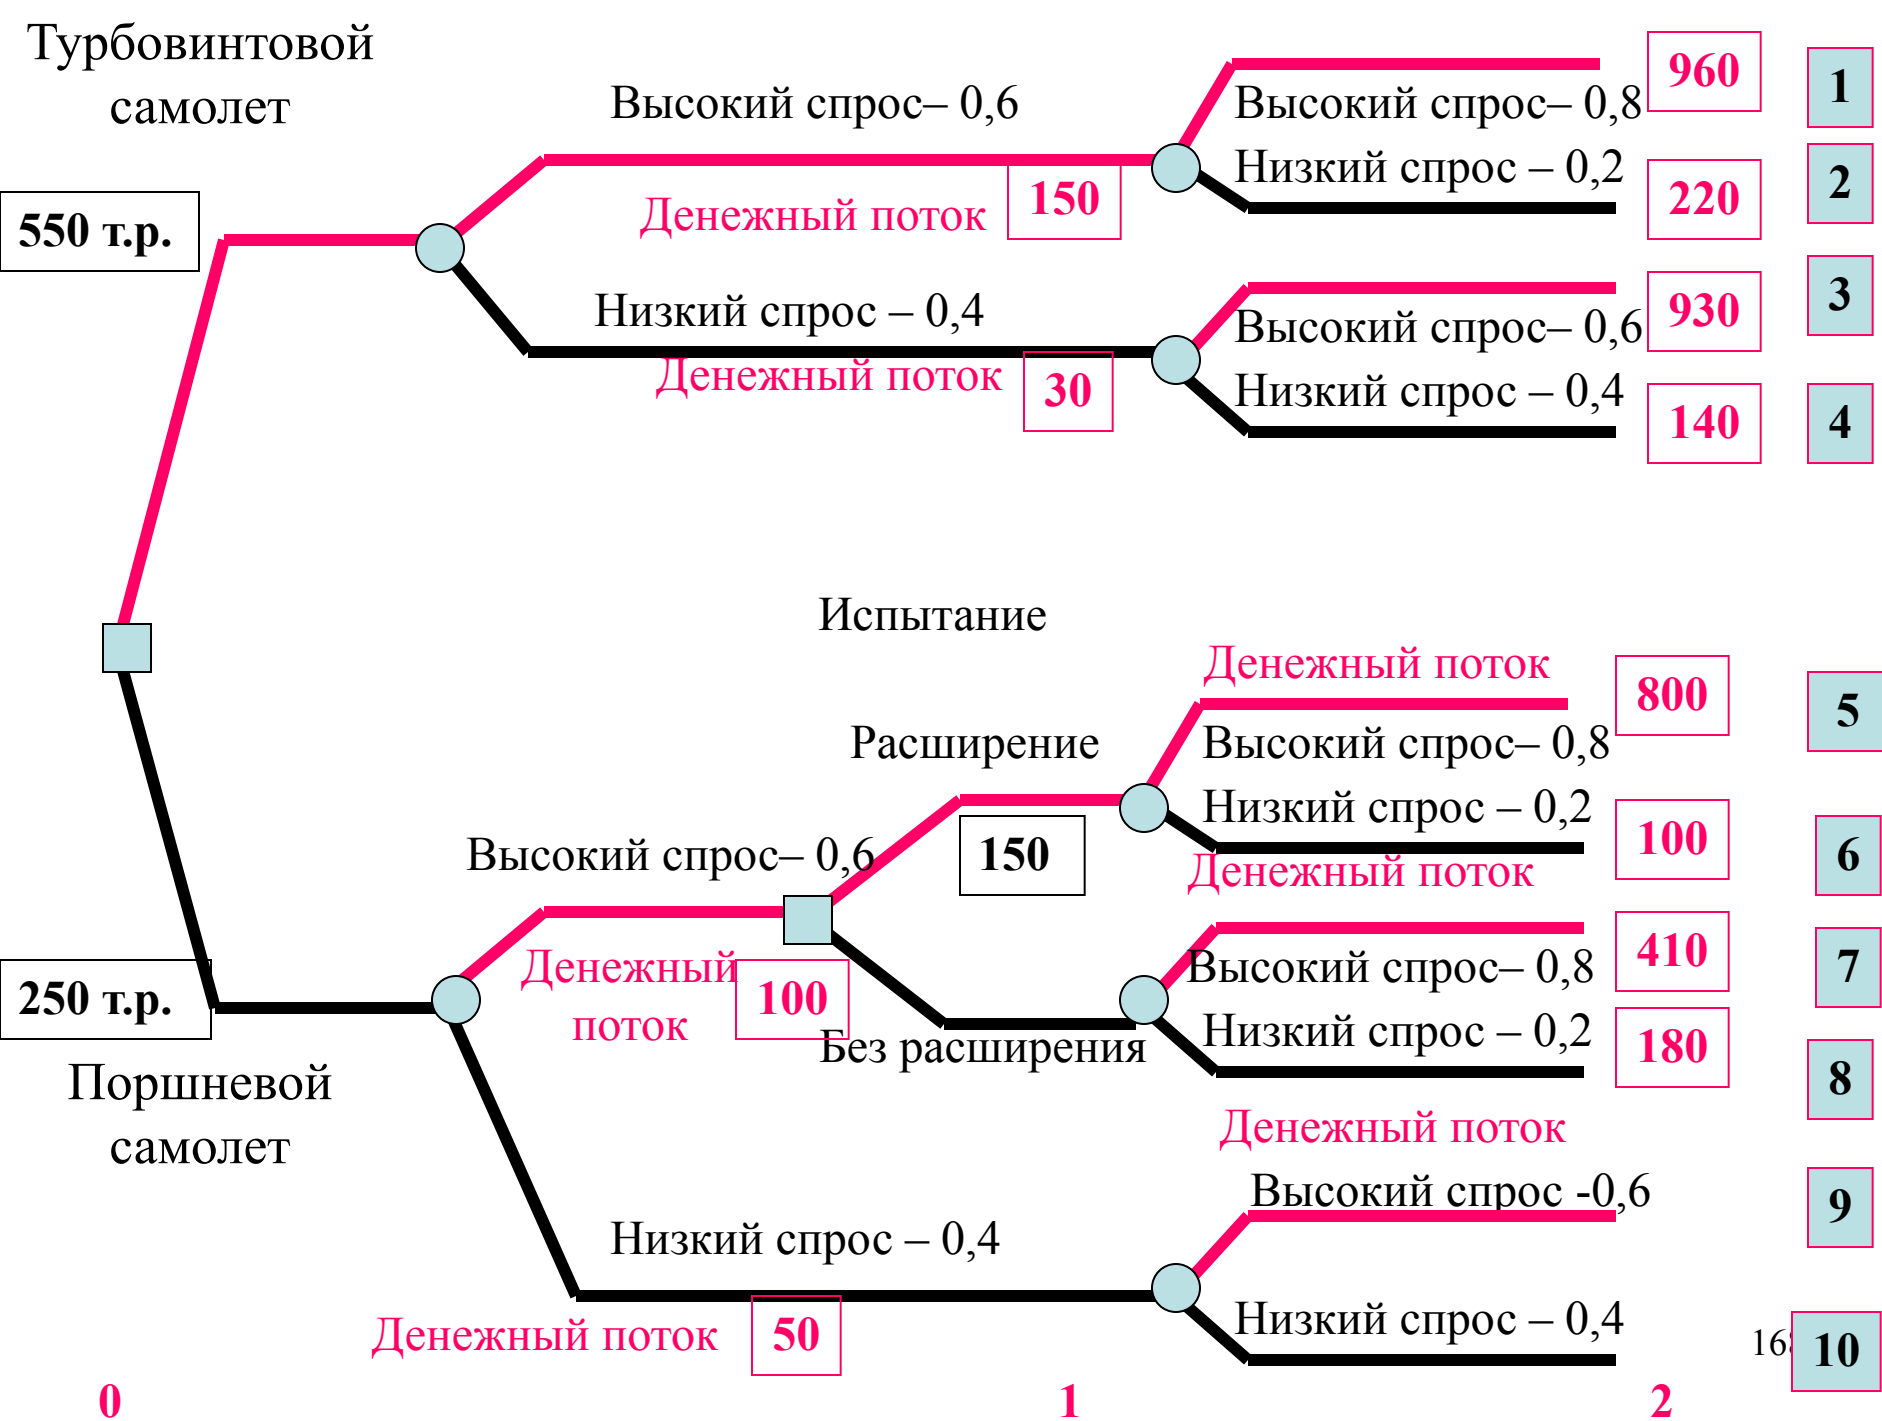 Турбовинтовой
самолет
550 т.р.
Высокий спрос– 0,6
Денежный поток
150
Высокий спрос– 0,8
960
1
Низкий спрос – 0,2
220
2
Низкий спрос – 0,4
Денежный поток
30
Высокий спрос– 0,6
930
3
Низкий спрос – 0,4
140
4
Испытание
Денежный поток
800
5
Расширение
150
Высокий спрос– 0,8
Низкий спрос – 0,2
100
6
Денежный поток
Высокий спрос– 0,6
Денежный
поток
100
250 т.р.
Поршневой
самолет
Без расширения
Высокий спрос– 0,8
410
7
Низкий спрос – 0,2
180
8
Денежный поток
Высокий спрос -0,6
9
Низкий спрос – 0,4
Денежный поток
50
Низкий спрос – 0,4
10
0
1
2